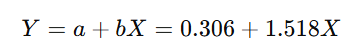 Y = a + bX = 0.306 + 1.518X